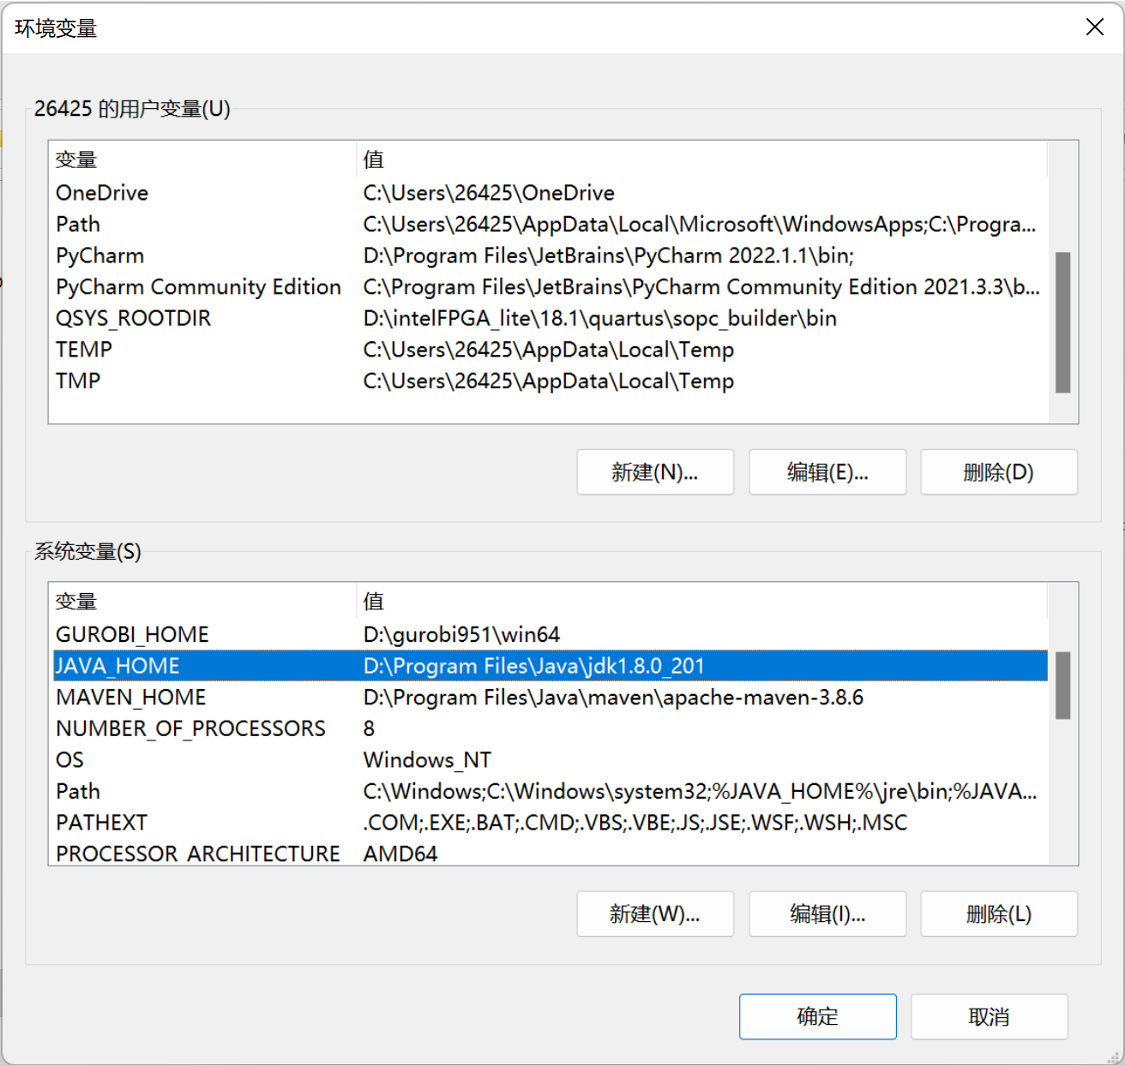 环境变量
26425 的用户变量(U)
变量 值
OneDrive C:\Users\26425\OneDrive
Path C:\Users\26425\AppData\Local\Microsoft\WindowsApps;C:\Progra...
PyCharm D:\Program Files\JetBrains\PyCharm 2022.1.1\bin;
PyCharm Community Edition C:\Program Files\JetBrains\PyCharm Community Edition 2021.3.3\b...
QSYS_ROOTDIR D:\intelFPGA_lite\18.1\quartus\sopc_builder\bin
TEMP C:\Users\26425\AppData\Local\Temp
TMP C:\Users\26425\AppData\Local\Temp
新建(N)... 编辑(E)... 删除(D)
系统变量(S)
变量 值
GUROBI_HOME D:\gurobi951\win64
JAVA_HOME D:\Program Files\Java\jdk1.8.0_201
MAVEN_HOME D:\Program Files\Java\maven\apache-maven-3.8.6
NUMBER_OF_PROCESSORS 8
OS Windows_NT
Path C:\Windows;C:\Windows\system32;%JAVA_HOME%\jre\bin;%JAVA...
PATHEXT .COM;.EXE;.BAT;.CMD;.VBS;.VBE;.JS;.JSE;.WSF;.WSH;.MSC
PROCESSOR_ARCHITECTURE AMD64
新建(W)... 编辑(I)... 删除(L)
确定 取消